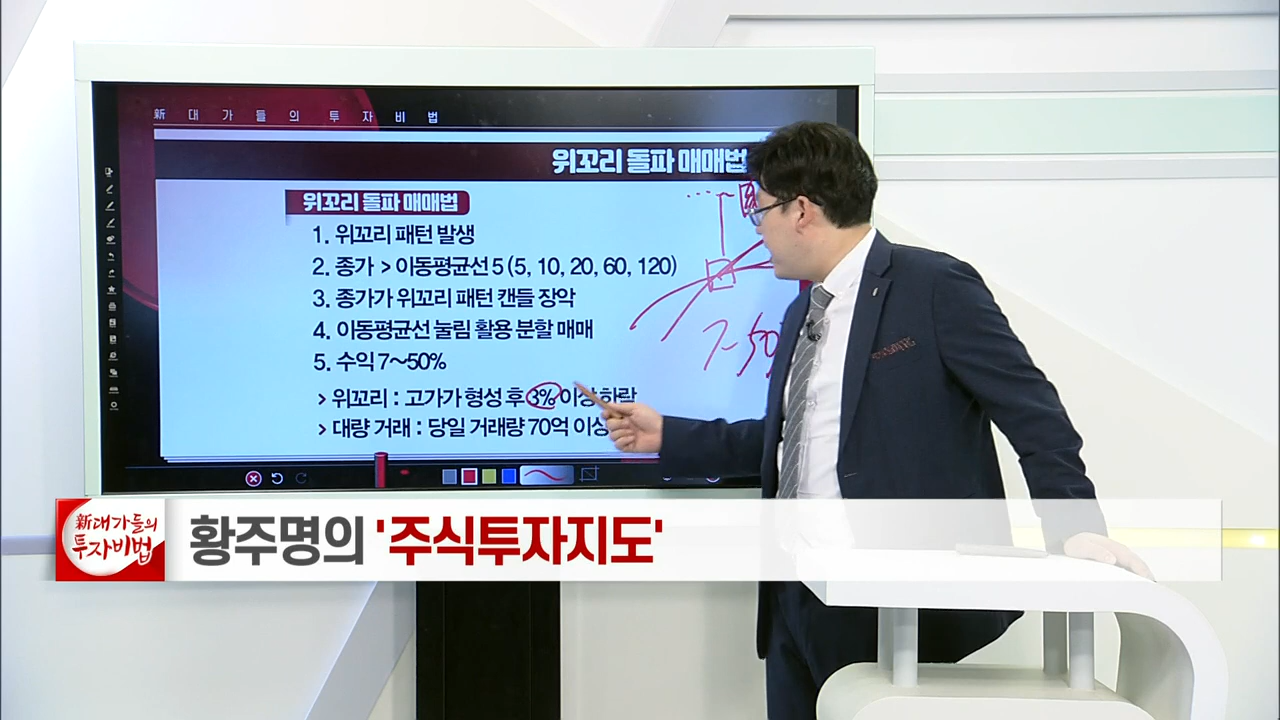 新 대 가 들 의 투 자 비 법
위꼬리 돌파 매매법
위꼬리 돌파 매매법
1. 위꼬리 패턴 발생
2. 종가 > 이동평균선 5 (5, 10, 20, 60, 120)
3. 종가가 위꼬리 패턴 캔들 장악
4. 이동평균선 눌림 활용 분할 매매
5. 수익 7~50%
> 위꼬리 : 고가가 형성 후 3% 이상 하락
> 대량 거래 : 당일 거래량 70억 이상
7~50
新대가들의
투자비법
황주명의 '주식투자지도'